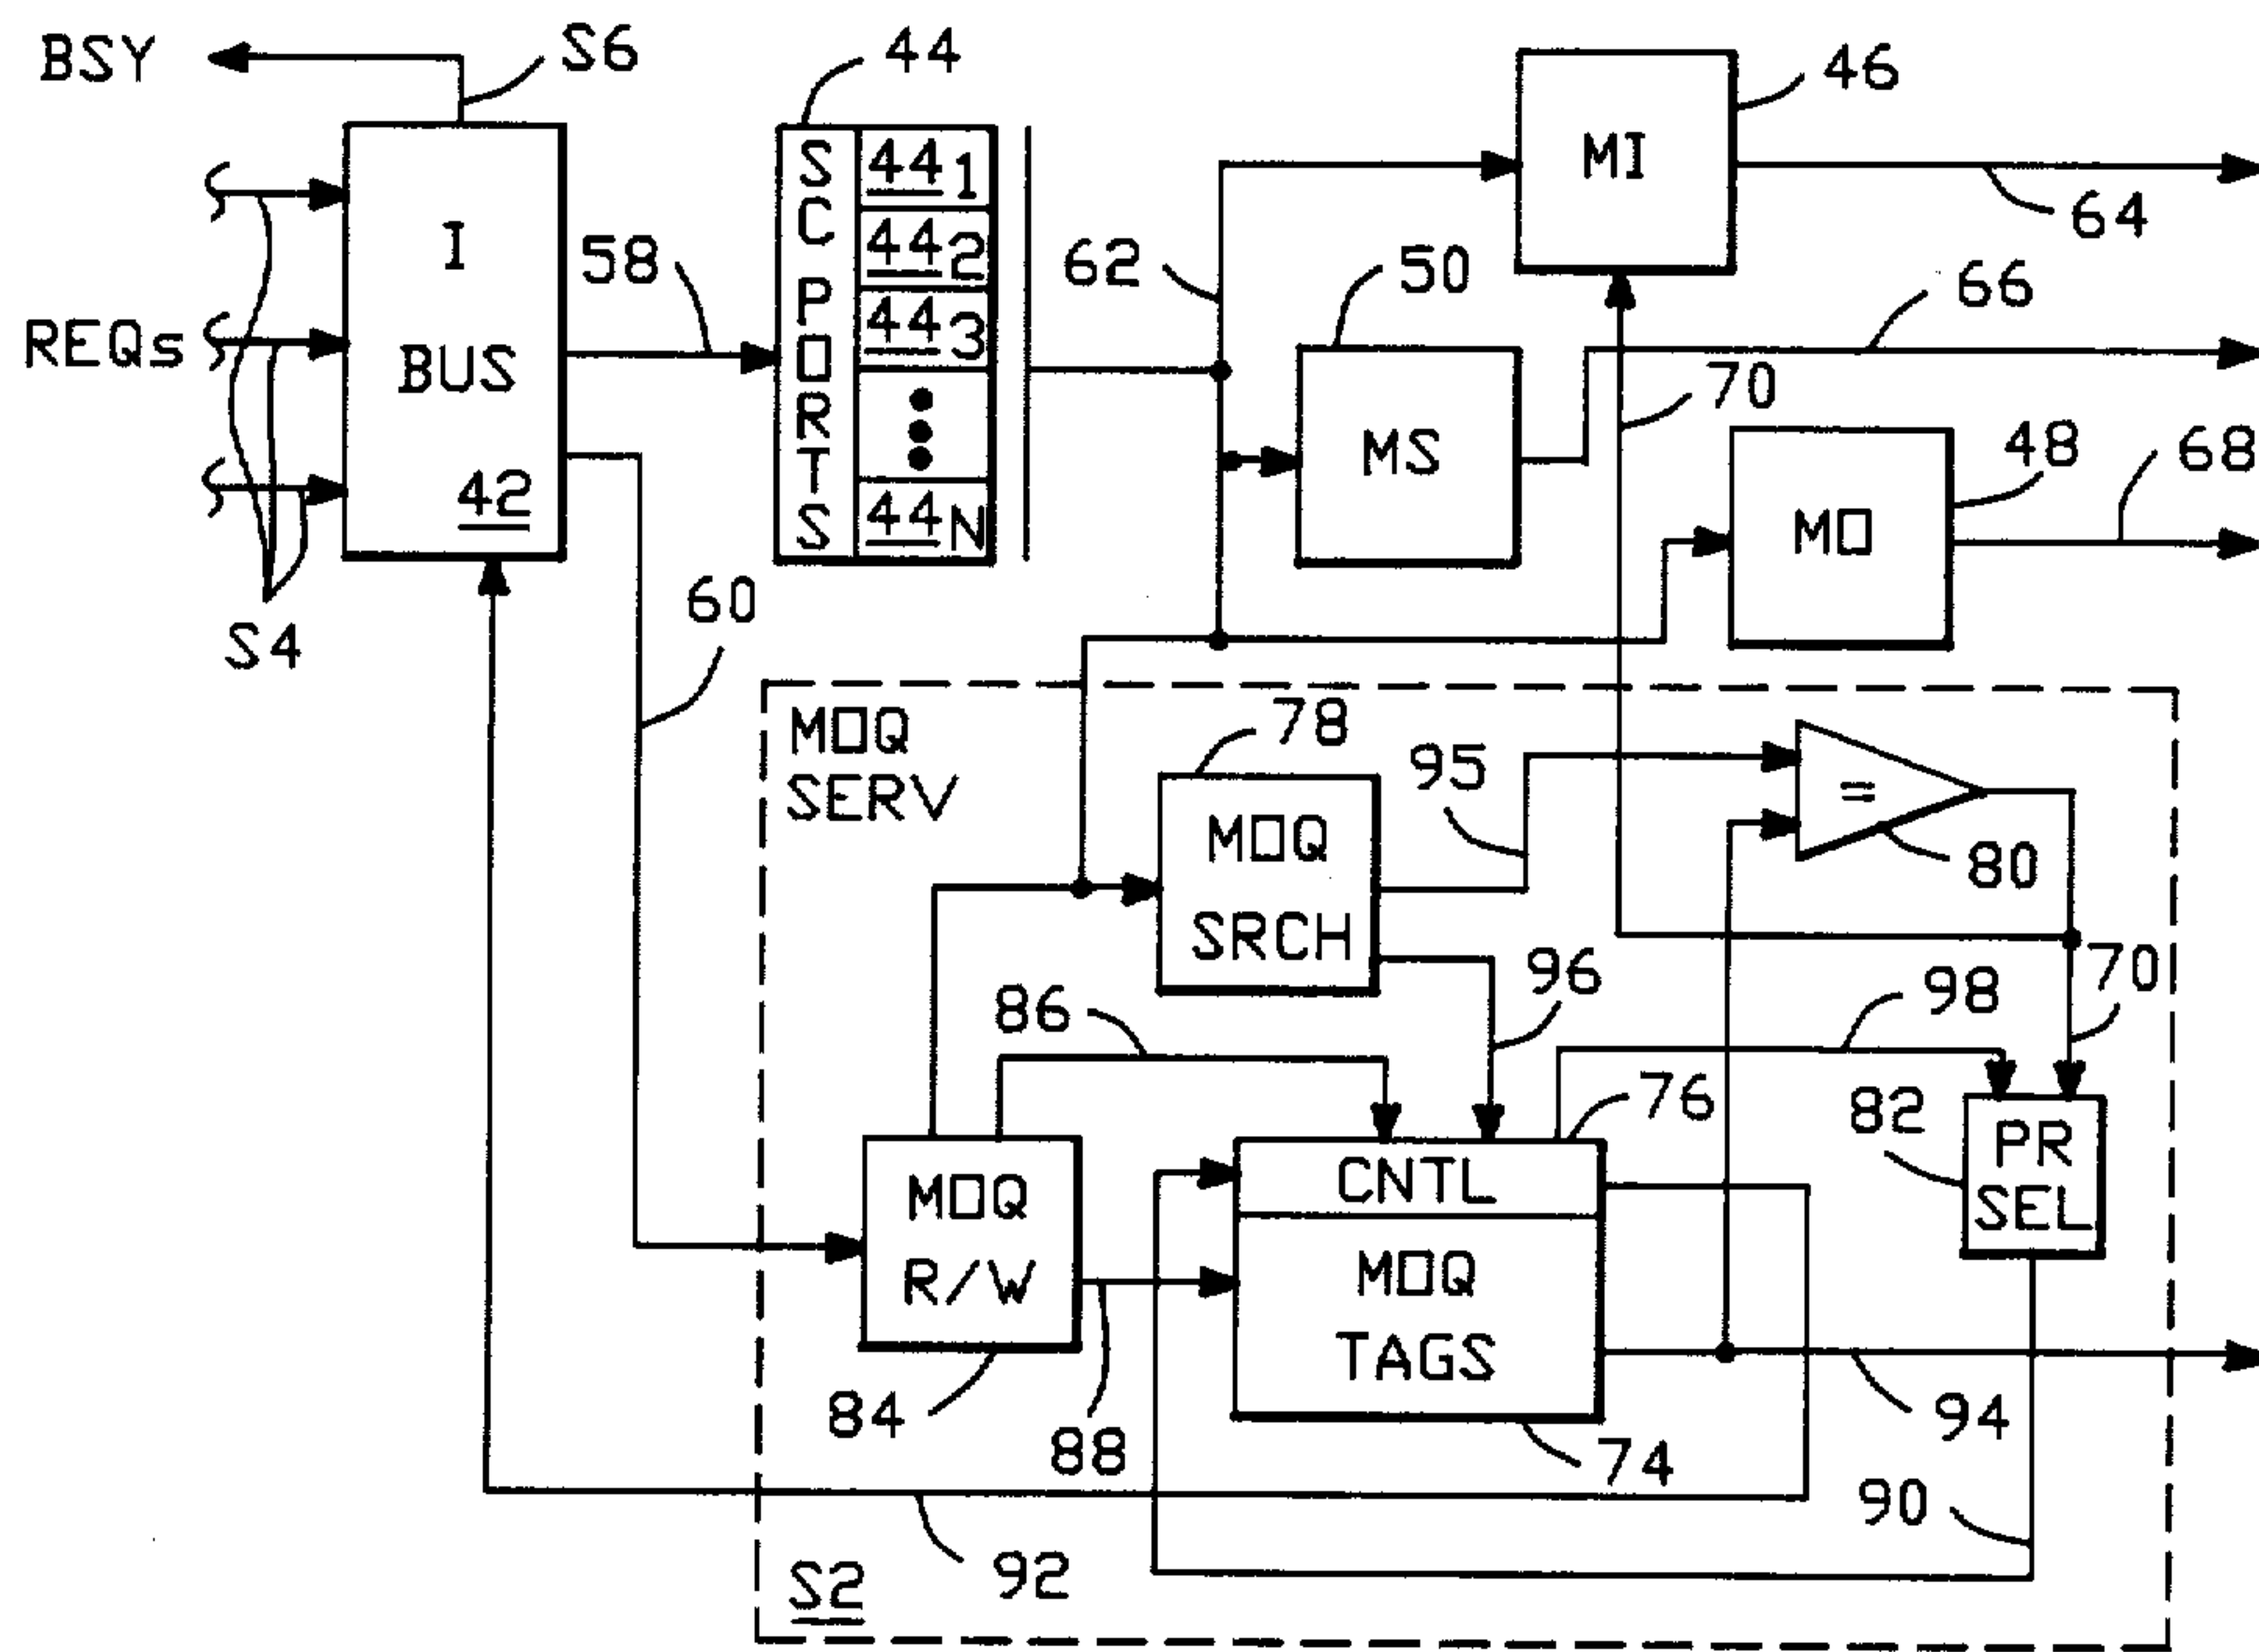 BSY
S6
44
46
S
C
P
O
R
T
S
44 1
44 2
44 3
44 N
MI
I
BUS
42
58
62
50
64
66
REQs
70
MS
48
68
MO
S4
60
MOQ
SERV
78
95
=
80
MOQ
SRCH
96
86
98
70
76
82
PR
SEL
CNTL
MOQ
R/W
MOQ
TAGS
84
88
74
94
90
92
S2